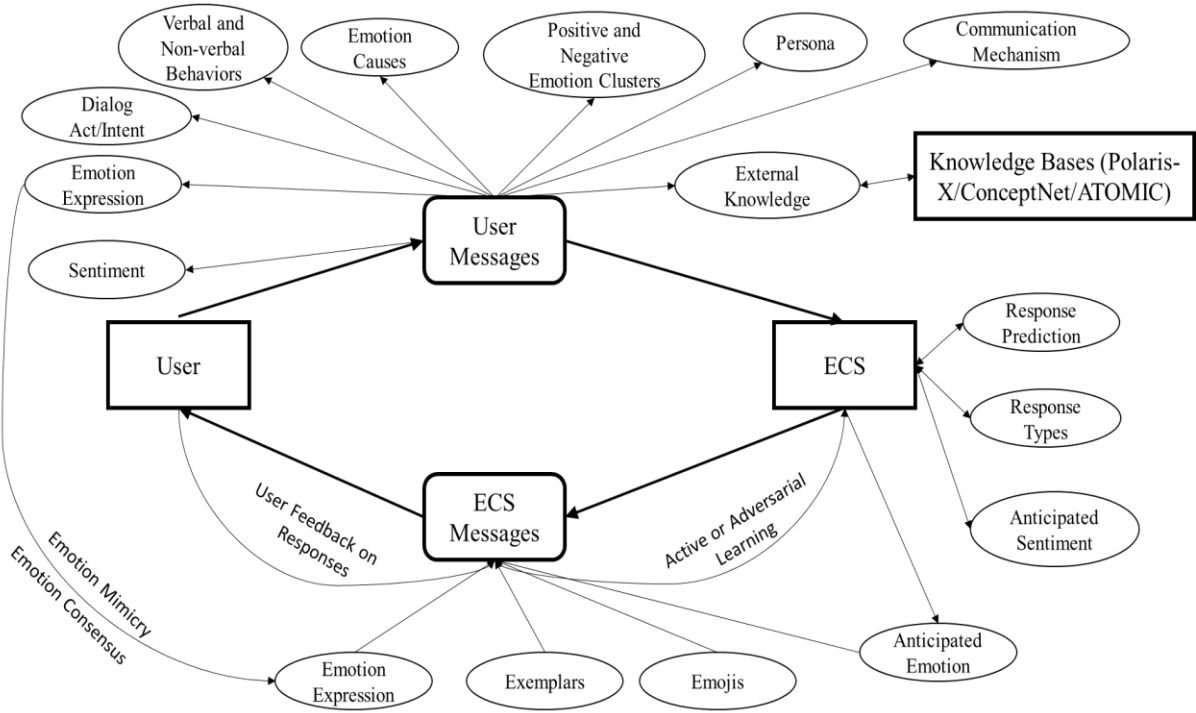 Verbal and
Non-verbal
Behaviors
Emotion
Causes
Positive and
Negative
Emotion Clusters
Persona
Communication
Mechanism
Dialog
Act/Intent
Emotion
Expression
External
Knowledge
Knowledge Bases (Polaris-
X/ConceptNet/ATOMIC)
User
Messages
Sentiment
User
ECS
Response
Prediction
Response
Types
Anticipated
Sentiment
ECS
Messages
User Feedback on
Responses
Active or Adversarial
Learning
Emotion Mimicry
Emotion Consensus
Emotion
Expression
Exemplars
Emojis
Anticipated
Emotion